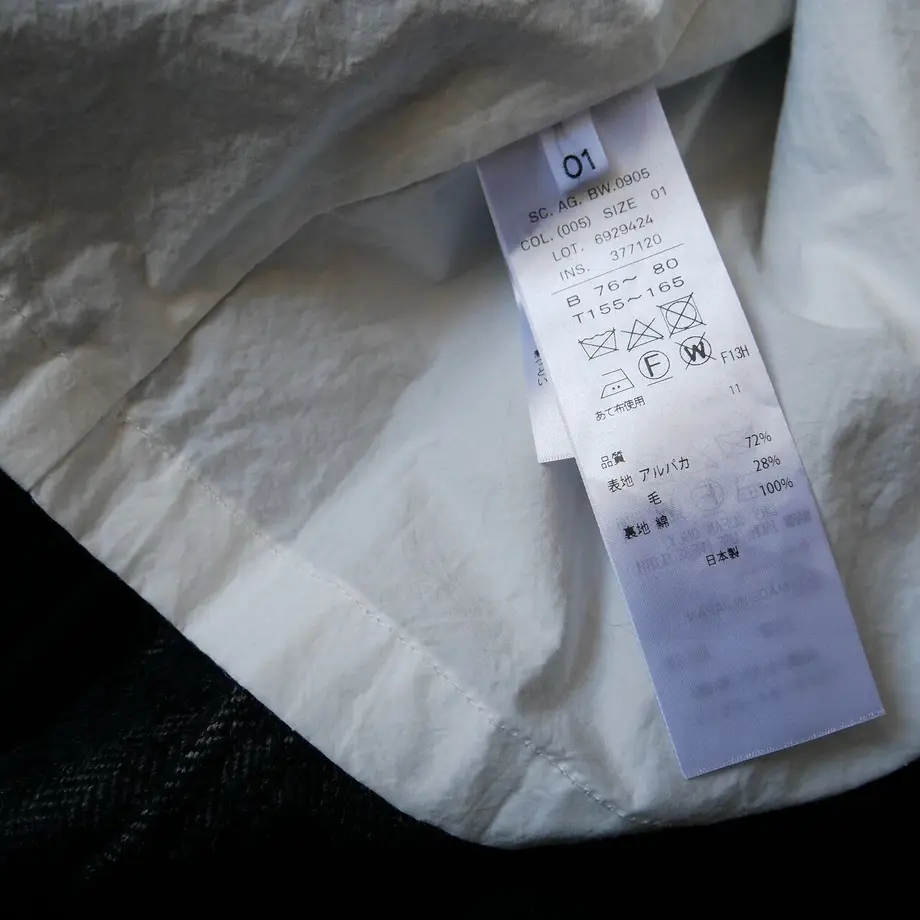 01
SC. AG. BW.0905
COL. (005) SIZE 01
LOT. 6929424
INS. 377120
B 76〜 80
T155〜165
F W F13H
あて布使用 11
品質
表地 アルパカ 72%
毛 28%
裏地 綿 100%
日本製